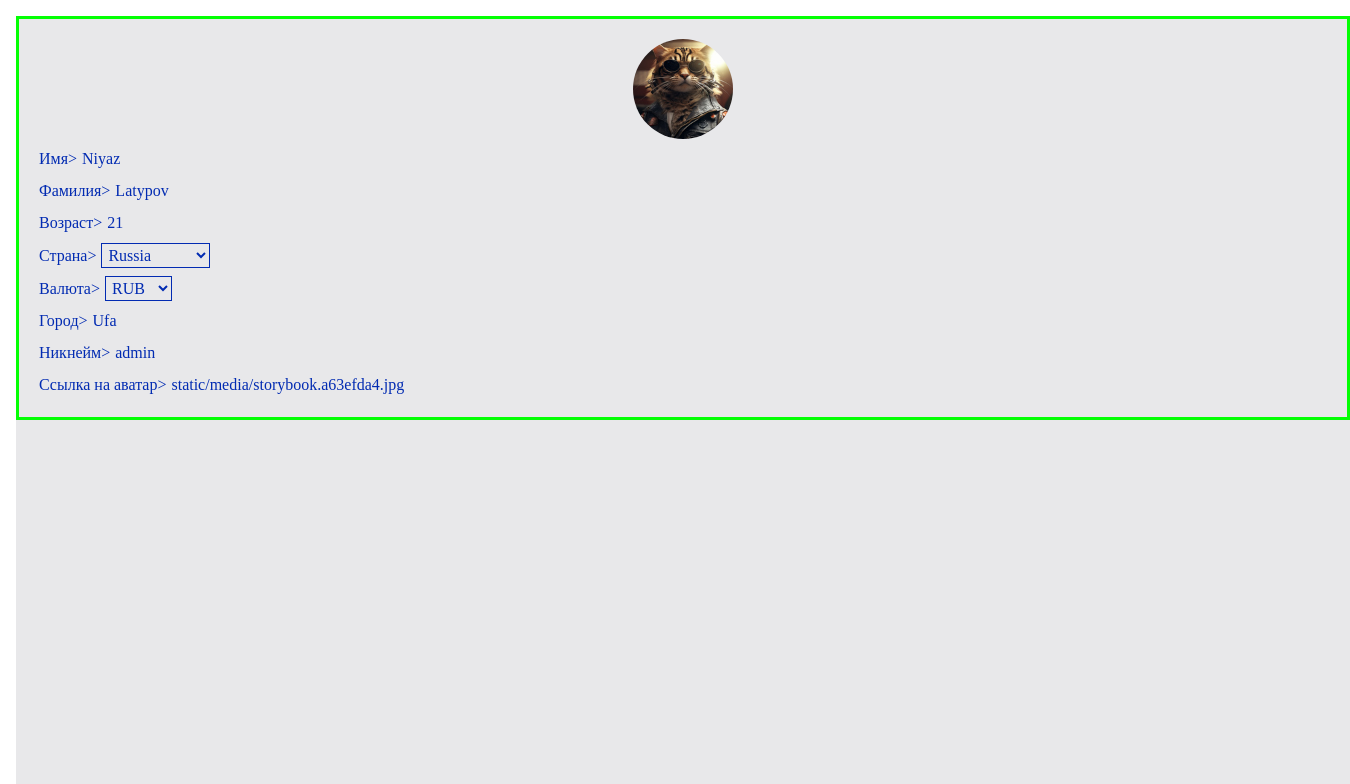 Имя> Niyaz
Фамилия> Latypov
Возраст> 21
Страна> Russia
Валюта> RUB
Город> Ufa
Никнейм> admin
Ссылка на аватар> static/media/storybook.a63efda4.jpg